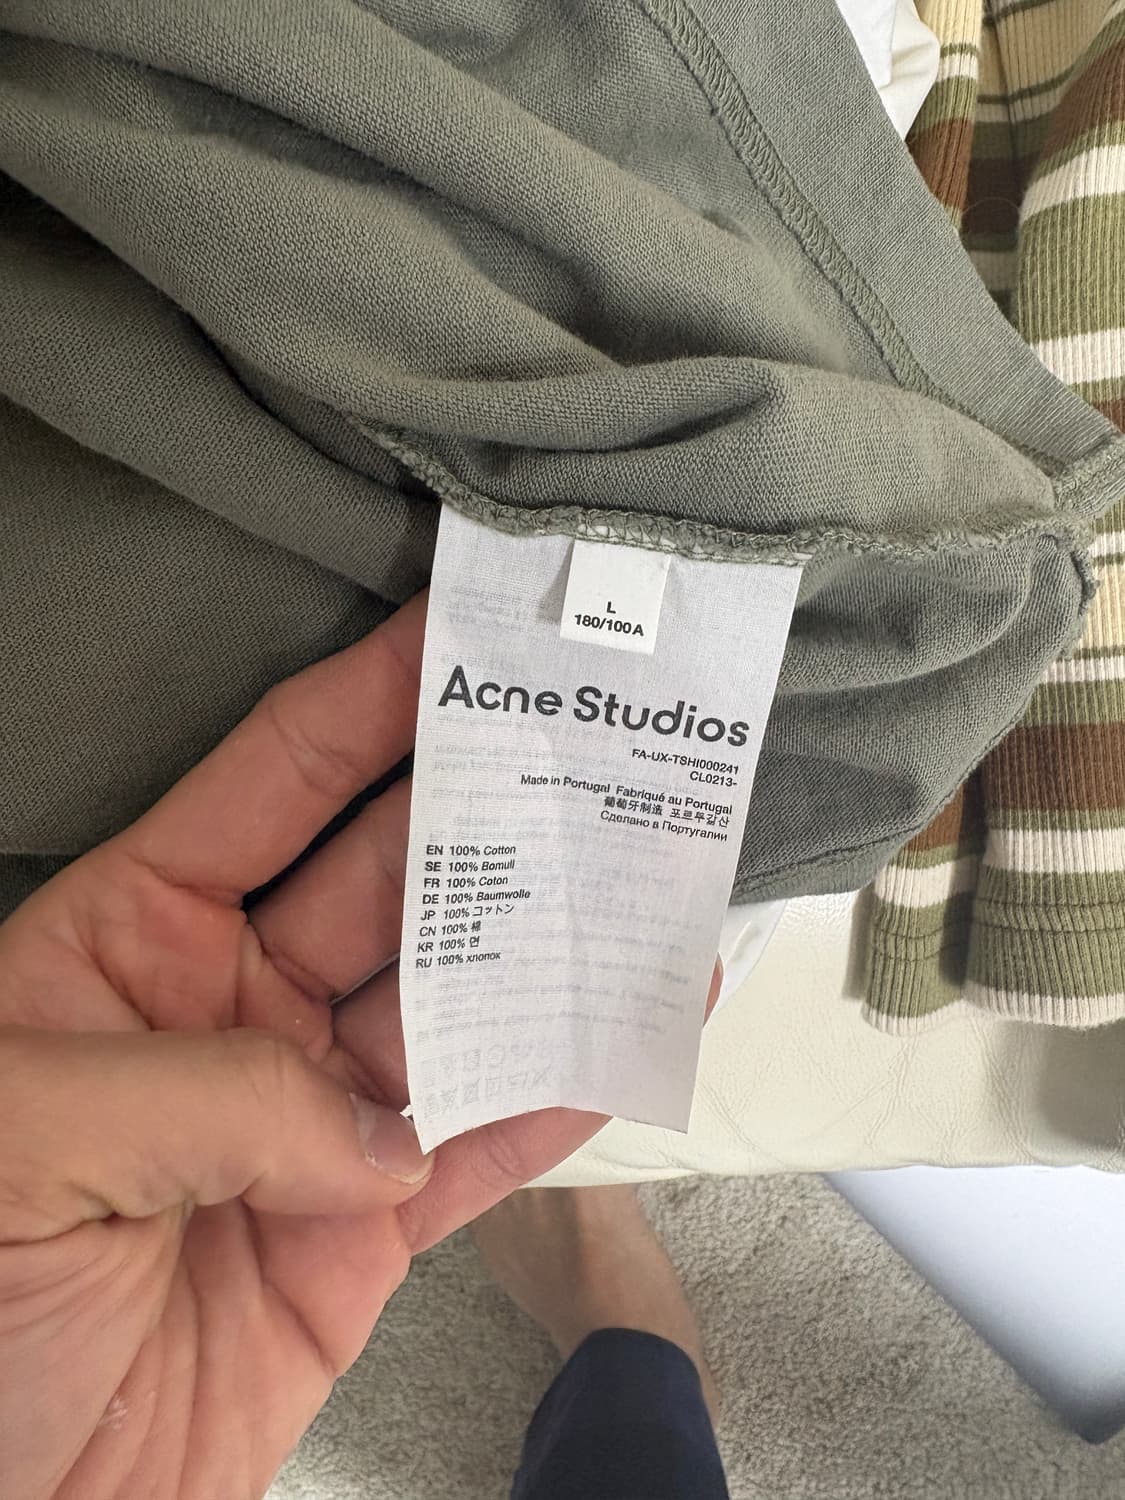 L
180/100A
Acne Studios
FA-UX-TSHI000241
CL0213-
Made in Portugal Fabriqué au Portugal
葡萄牙制造 포르투갈산
Сделано в Португалии
EN 100% Cotton
SE 100% Bomull
FR 100% Coton
DE 100% Baumwolle
JP 100% コットン
CN 100% 棉
KR 100% 면
RU 100% хлопок